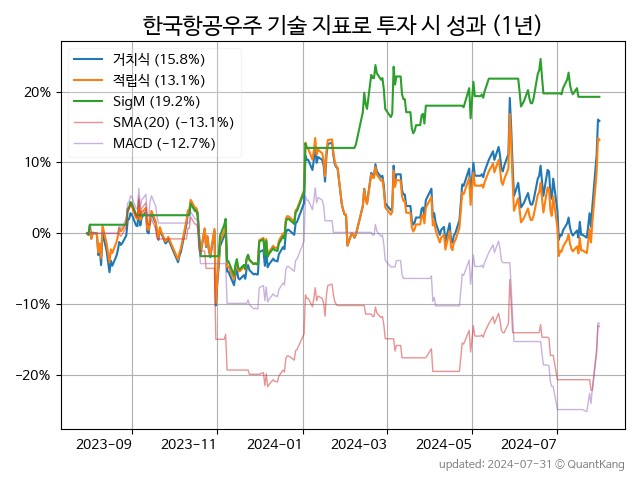 한국항공우주 기술 지표로 투자 시 성과 (1년)
거치식 (15.8%)
적립식 (13.1%)
SigM (19.2%)
SMA(20) (−13.1%)
MACD (−12.7%)
20%
10%
0%
−10%
−20%
2023-09 2023-11 2024-01 2024-03 2024-05 2024-07
updated: 2024-07-31 © QuantKang